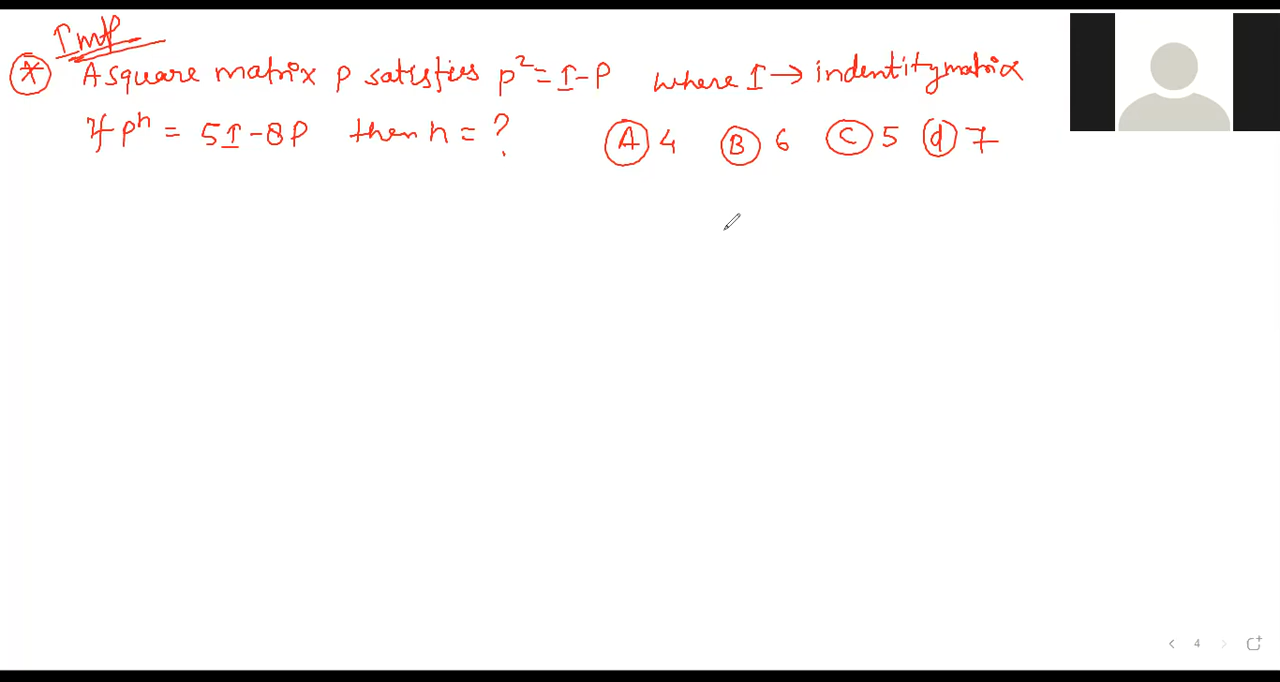 Imp
* A square matrix P satisfies P² = I - P where I → indentity matrix
If Pⁿ = 5I - 8P then n = ? (A) 4 (B) 6 (C) 5 (d) 7
4